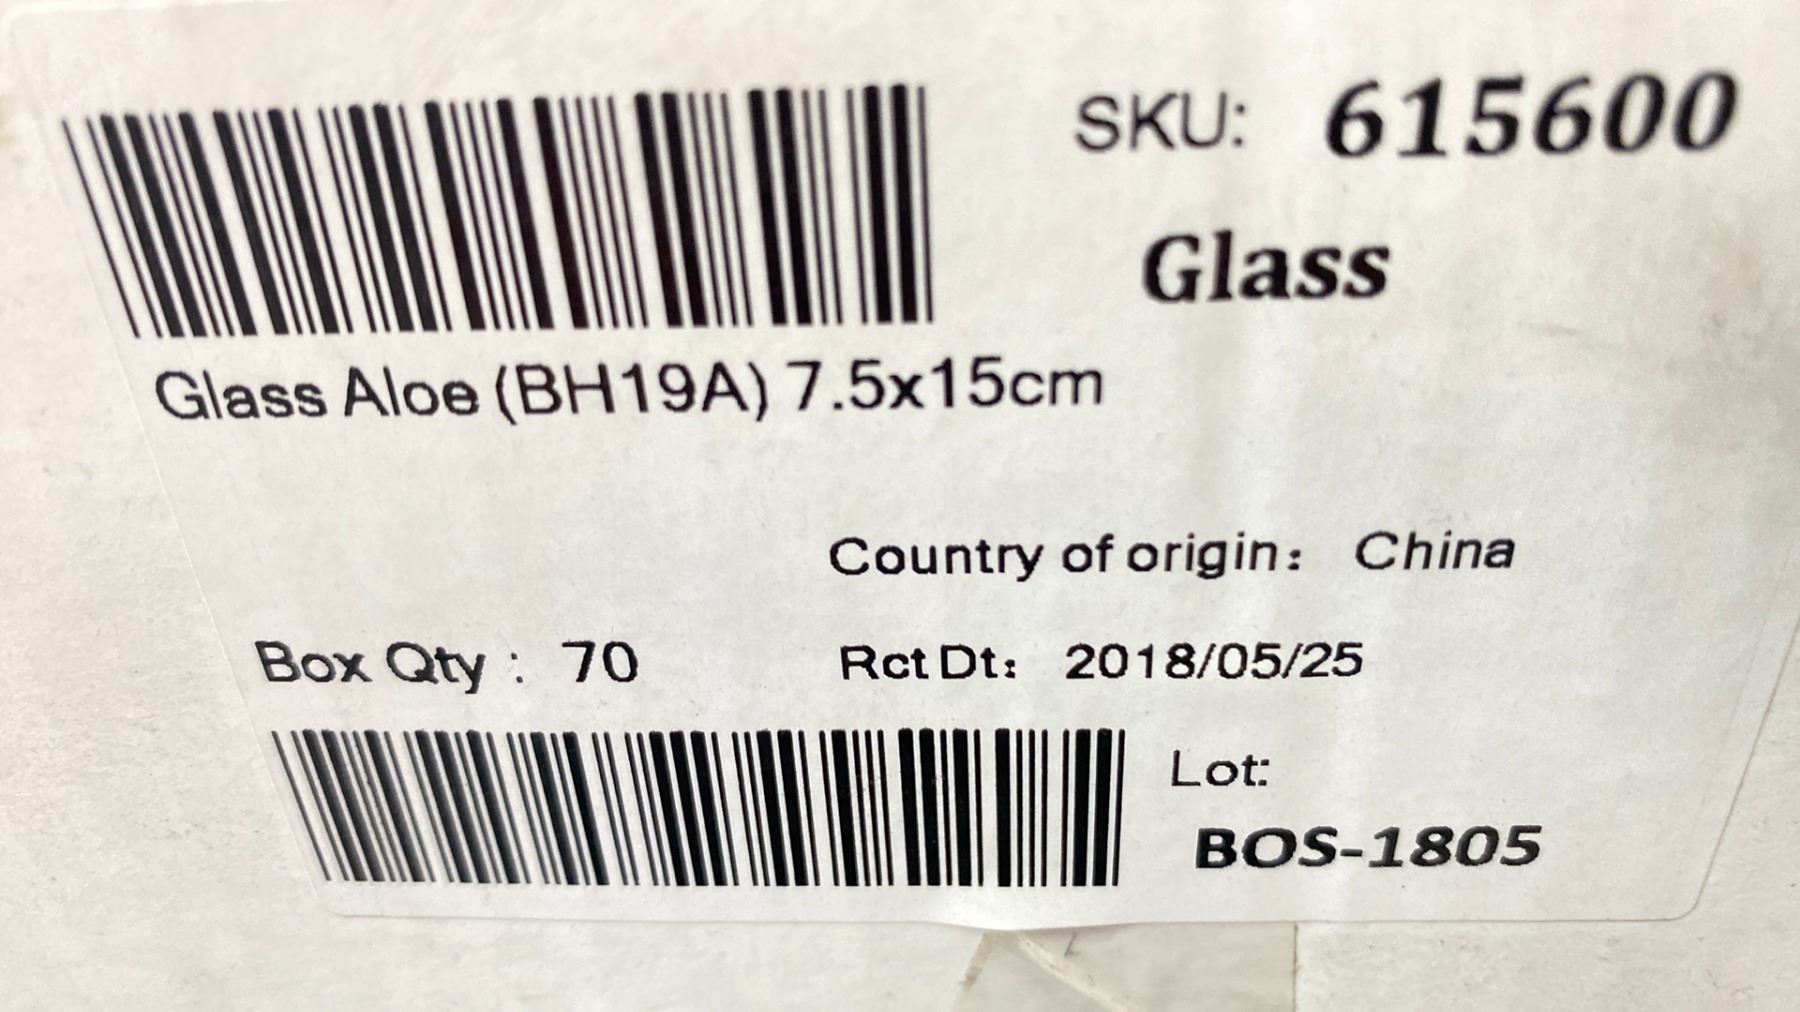 SKU: 615600
Glass
Glass Aloe (BH19A) 7.5x15cm
Country of origin: China
Box Qty : 70 Rct Dt: 2018/05/25
Lot:
BOS-1805